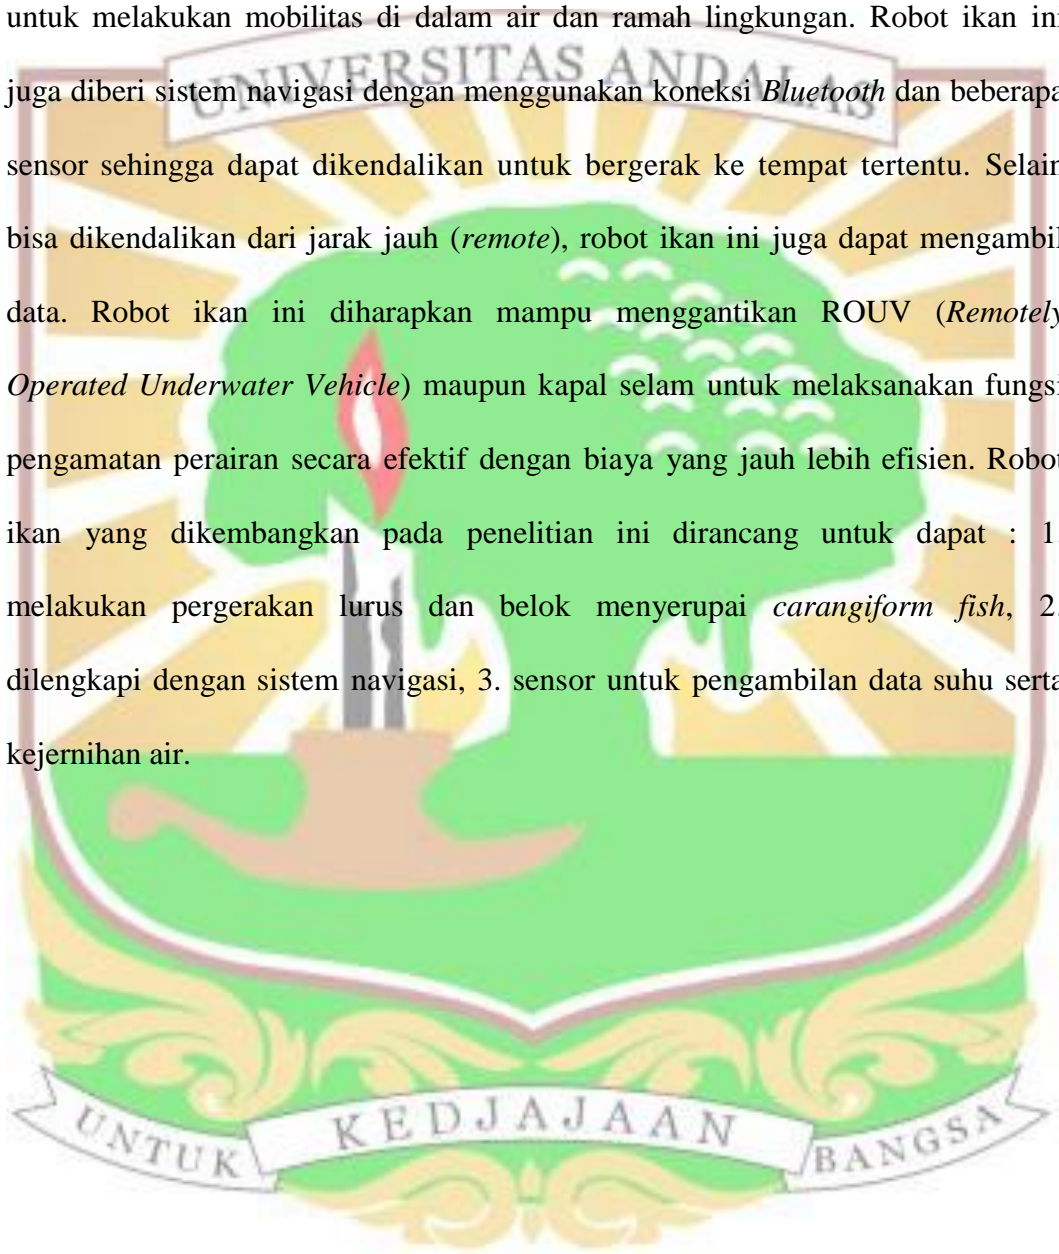 untuk melakukan mobilitas di dalam air dan ramah lingkungan. Robot ikan ini
UNIVERSITAS ANDALAS
juga diberi sistem navigasi dengan menggunakan koneksi Bluetooth dan beberapa
sensor sehingga dapat dikendalikan untuk bergerak ke tempat tertentu. Selain
bisa dikendalikan dari jarak jauh (remote), robot ikan ini juga dapat mengambil
data. Robot ikan ini diharapkan mampu menggantikan ROUV (Remotely
Operated Underwater Vehicle) maupun kapal selam untuk melaksanakan fungsi
pengamatan perairan secara efektif dengan biaya yang jauh lebih efisien. Robot
ikan yang dikembangkan pada penelitian ini dirancang untuk dapat : 1.
melakukan pergerakan lurus dan belok menyerupai carangiform fish, 2.
dilengkapi dengan sistem navigasi, 3. sensor untuk pengambilan data suhu serta
kejernihan air.
UNTUK KEDJAJAAN BANGSA